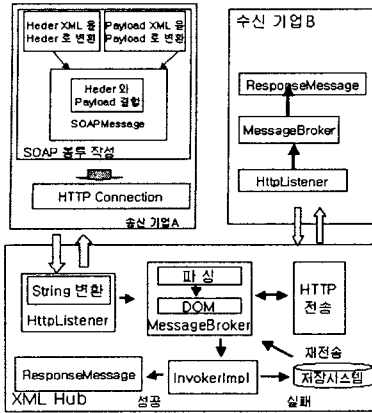 Heder XML 을
Heder 로 변환
Payload XML 을
Payload 로 변환
Heder 와
Payload 결합
SOAPMessage
SOAP 봉투 작성
HTTP Connection
송신 기업A
수신 기업B
ResponseMessage
MessageBroker
HttpListener
String 변환
HttpListener
파 싱
DOM
MessageBroker
HTTP
전송
재전송
ResponseMessage
성공
InvokerImpl
실패
저장시스템
XML Hub